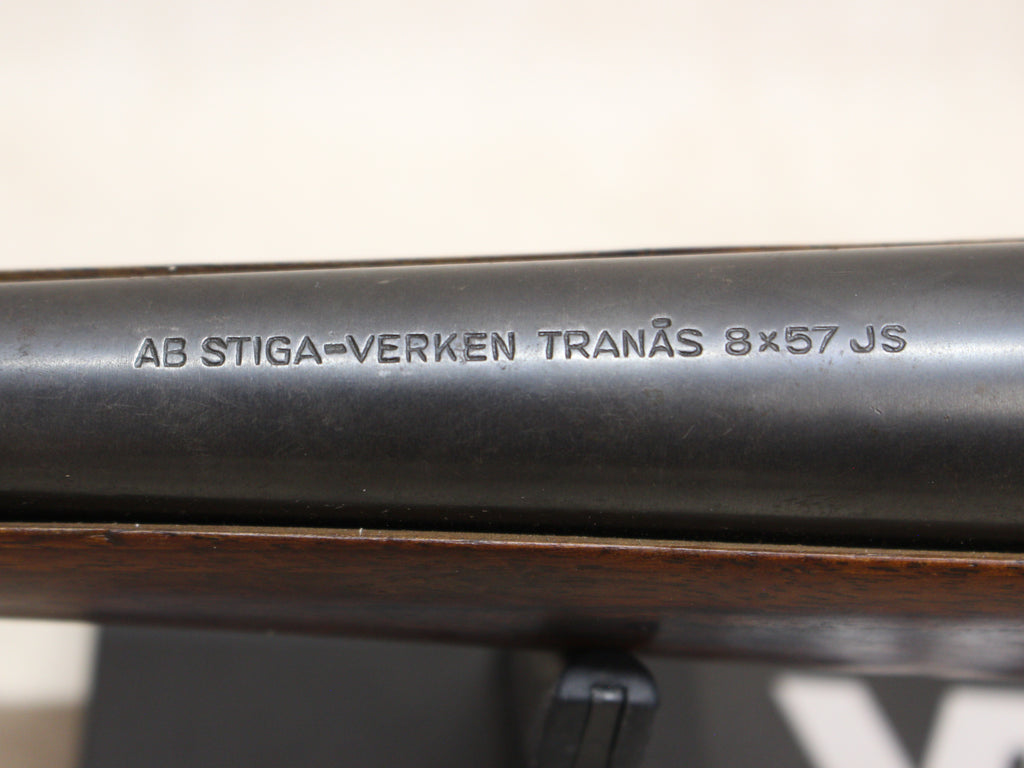 AB STIGA-VERKEN TRANÅS 8x57 JS